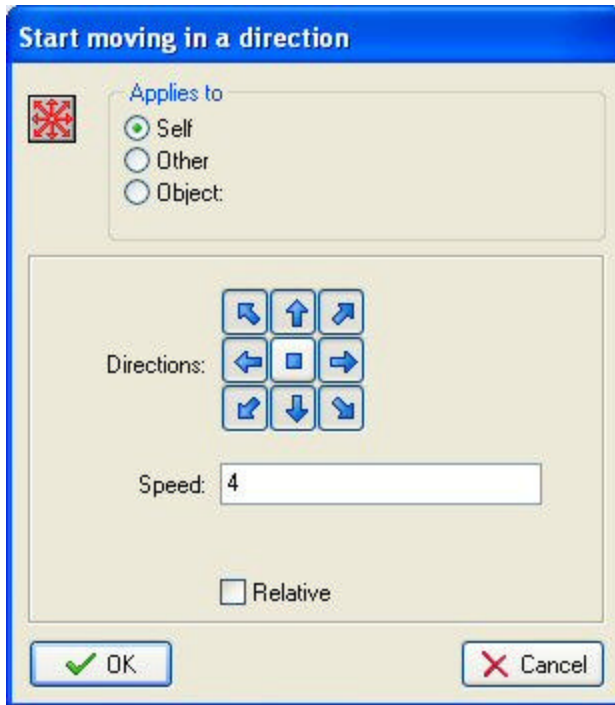 Start moving in a direction
Applies to
Self
Other
Object:
Directions:
Speed: 4
Relative
OK Cancel